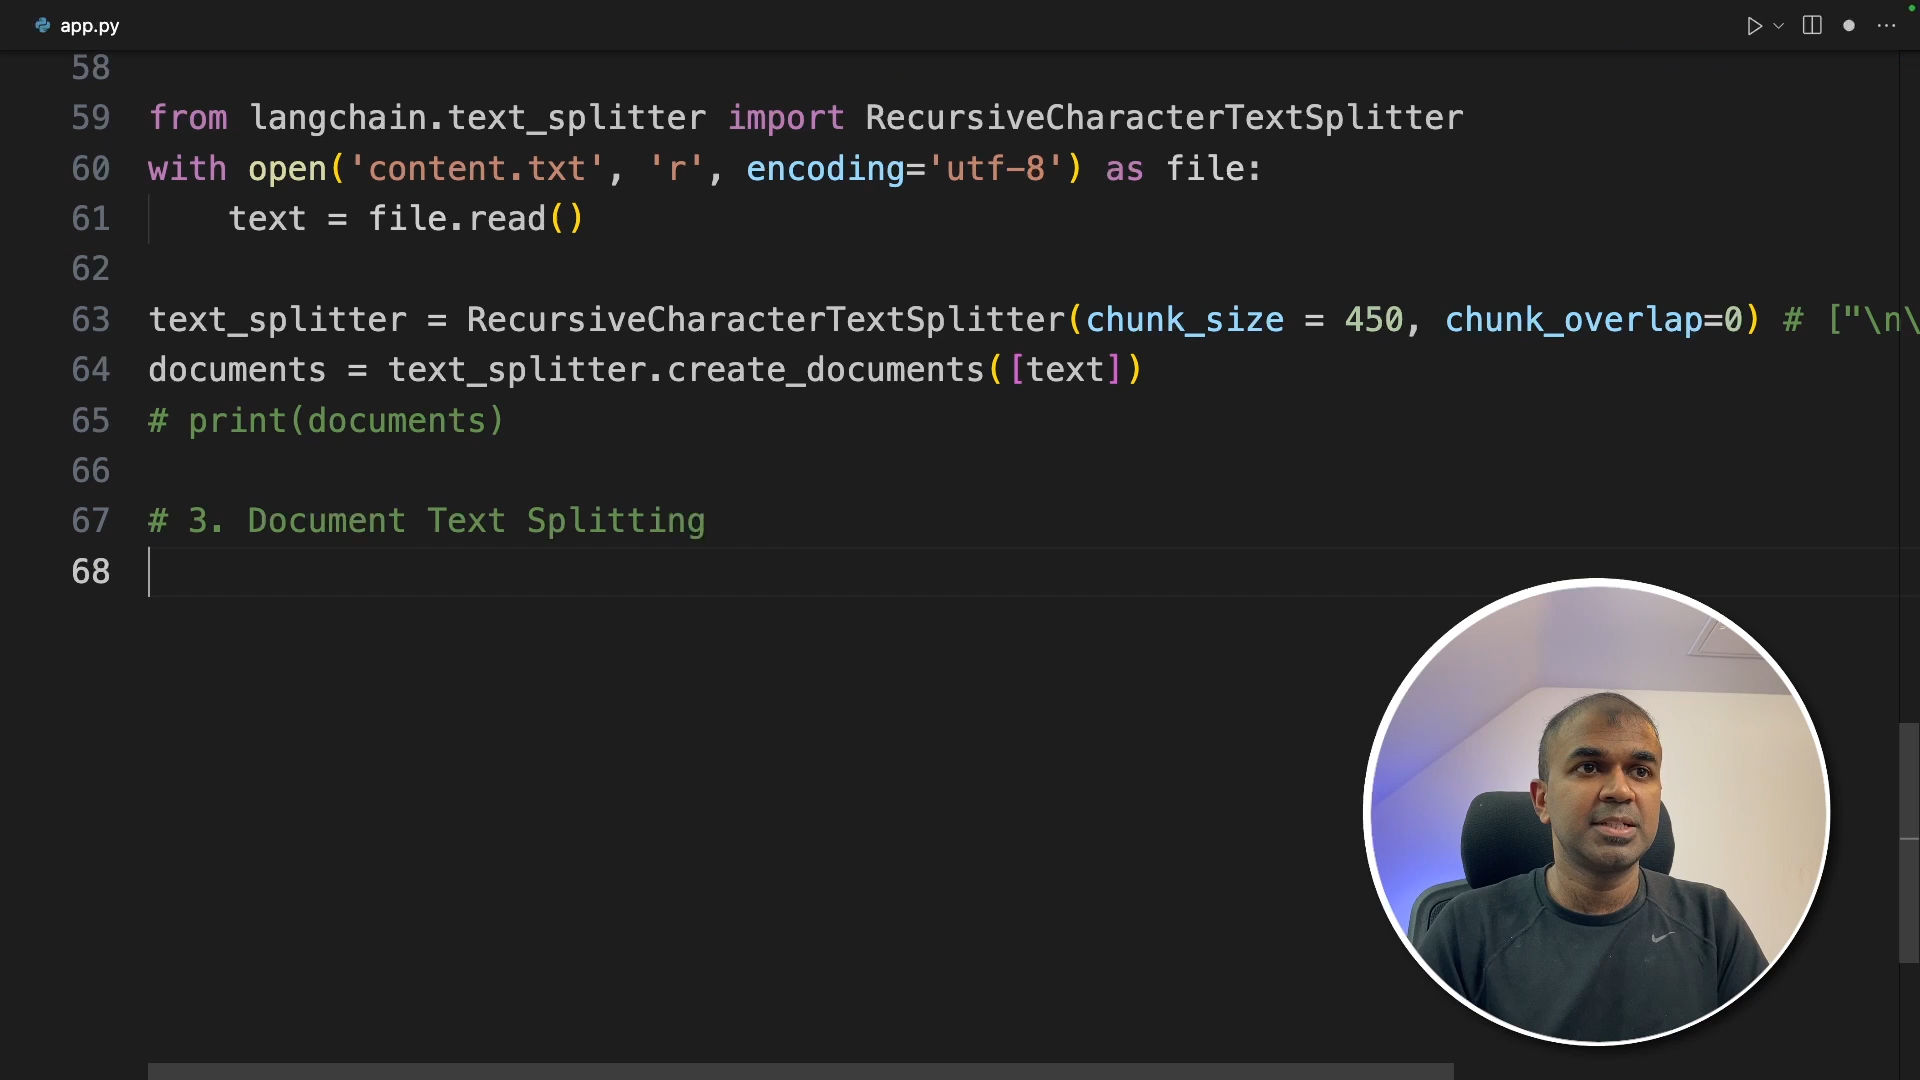 app.py
58
59 from langchain.text_splitter import RecursiveCharacterTextSplitter
60 with open('content.txt', 'r', encoding='utf-8') as file:
61     text = file.read()
62
63 text_splitter = RecursiveCharacterTextSplitter(chunk_size = 450, chunk_overlap=0) # ["\n\
64 documents = text_splitter.create_documents([text])
65 # print(documents)
66
67 # 3. Document Text Splitting
68